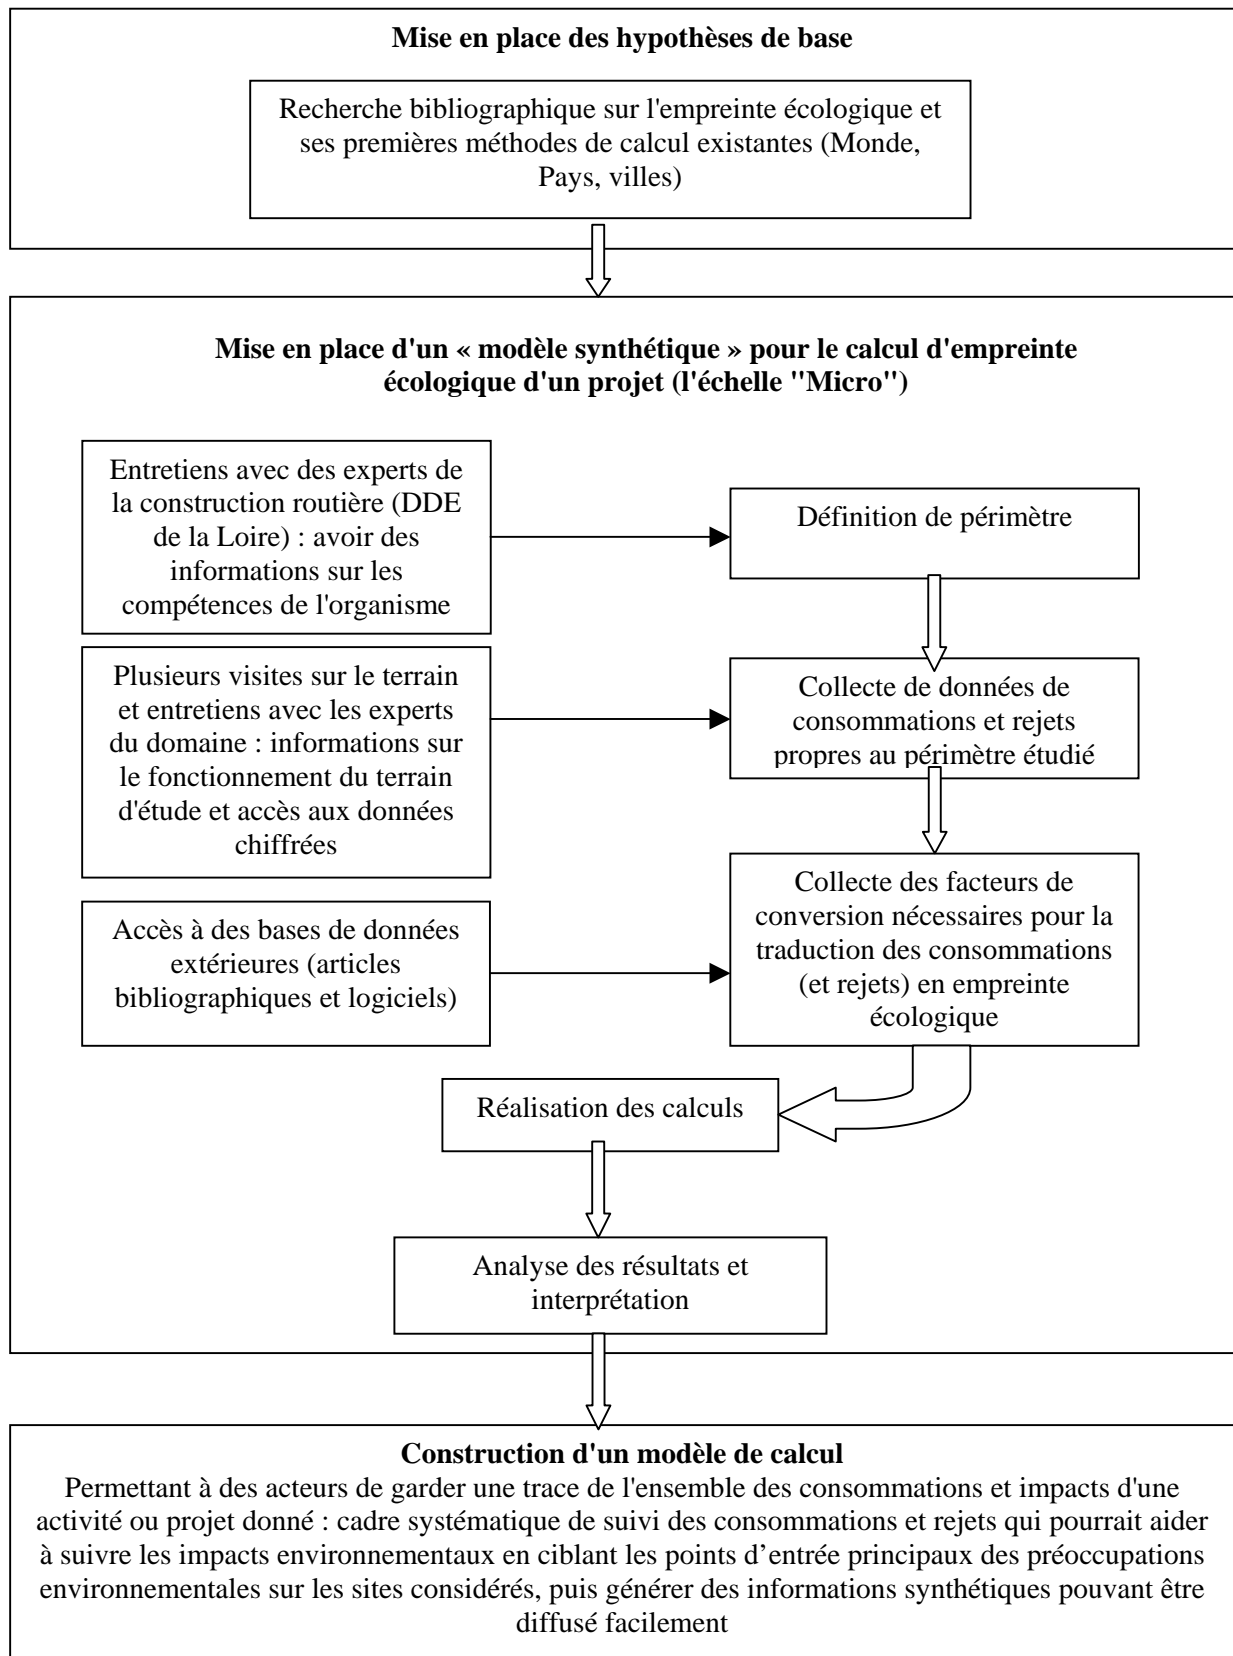 Mise en place des hypothèses de base
Recherche bibliographique sur l'empreinte écologique et
ses premières méthodes de calcul existantes (Monde,
Pays, villes)
Mise en place d'un « modèle synthétique » pour le calcul d'empreinte
écologique d'un projet (l'échelle "Micro")
Entretiens avec des experts de
la construction routière (DDE
de la Loire) : avoir des
informations sur les
compétences de l'organisme
Définition de périmètre
Plusieurs visites sur le terrain
et entretiens avec les experts
du domaine : informations sur
le fonctionnement du terrain
d'étude et accès aux données
chiffrées
Collecte de données de
consommations et rejets
propres au périmètre étudié
Accès à des bases de données
extérieures (articles
bibliographiques et logiciels)
Collecte des facteurs de
conversion nécessaires pour la
traduction des consommations
(et rejets) en empreinte
écologique
Réalisation des calculs
Analyse des résultats et
interprétation
Construction d'un modèle de calcul
Permettant à des acteurs de garder une trace de l'ensemble des consommations et impacts d'une
activité ou projet donné : cadre systématique de suivi des consommations et rejets qui pourrait aider
à suivre les impacts environnementaux en ciblant les points d’entrée principaux des préoccupations
environnementales sur les sites considérés, puis générer des informations synthétiques pouvant être
diffusé facilement